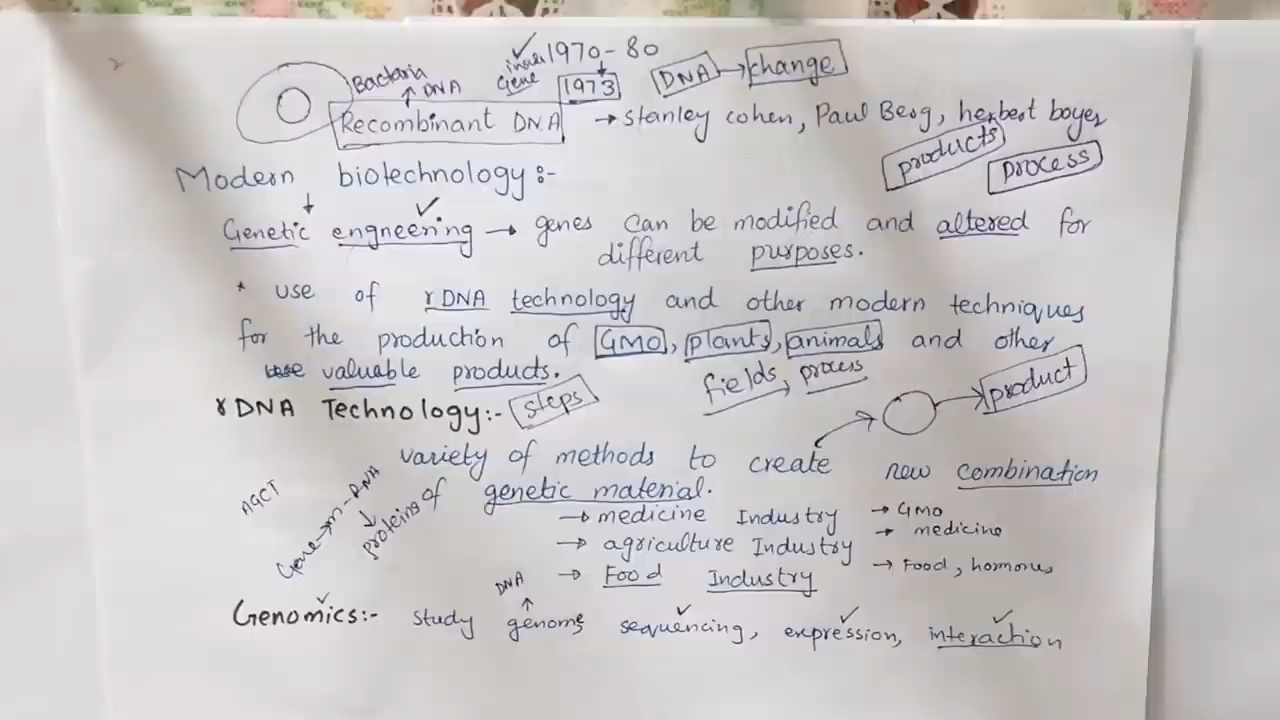 1970-80
Gene 1973 DNA → change
Bacteria ↑ DNA
Recombinant DNA → Stanley cohen, Paul Berg, herbert boyer
products process
Modern biotechnology:-
Genetic engneering → genes can be modified and altered for
different purposes.
* use of rDNA technology and other modern techniques
for the production of GMO, plants, animals and other
valuable products. fields, process
rDNA Technology:- steps → product
variety of methods to create new combination
of genetic material.
AGCT
Gene → m-RNA
↓ proteins
→ medicine Industry → GMO
→ agriculture Industry → medicine
→ Food Industry → Food, hormones
DNA
Genomics:- study genome sequencing, expression, interaction